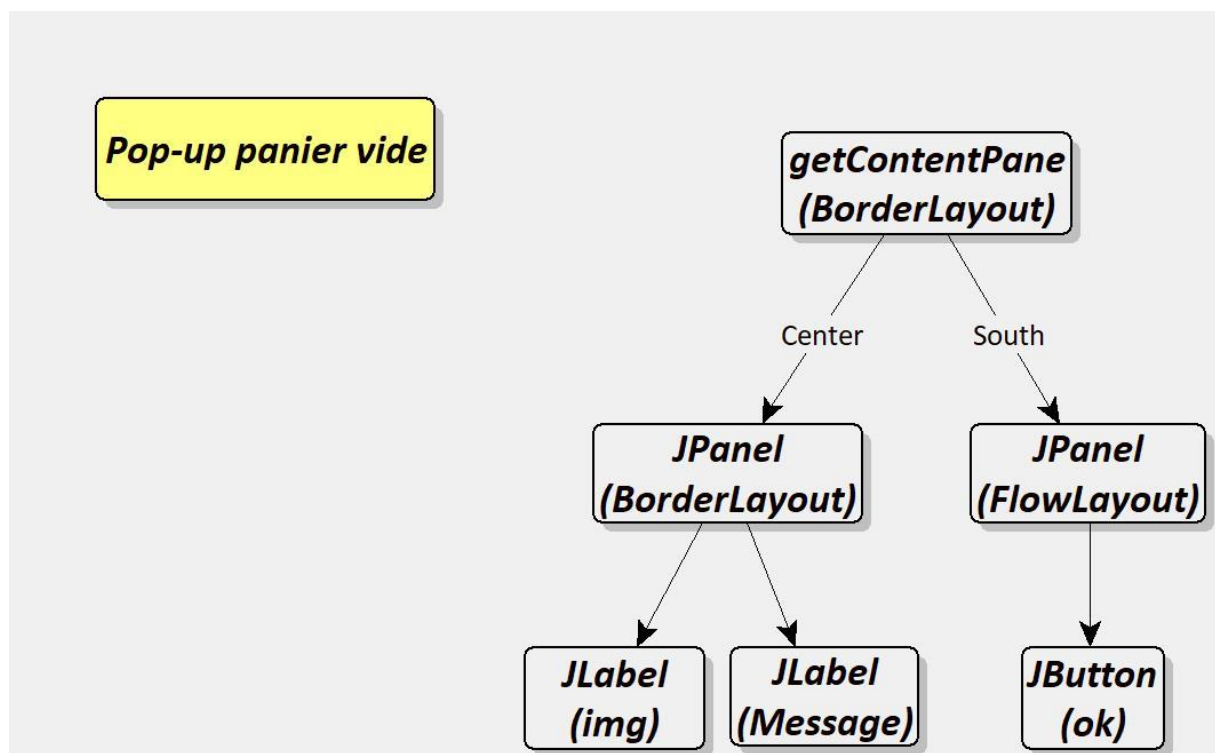 Pop-up panier vide
getContentPane
(BorderLayout)
Center
South
JPanel
(BorderLayout)
JPanel
(FlowLayout)
JLabel
(img)
JLabel
(Message)
JButton
(ok)